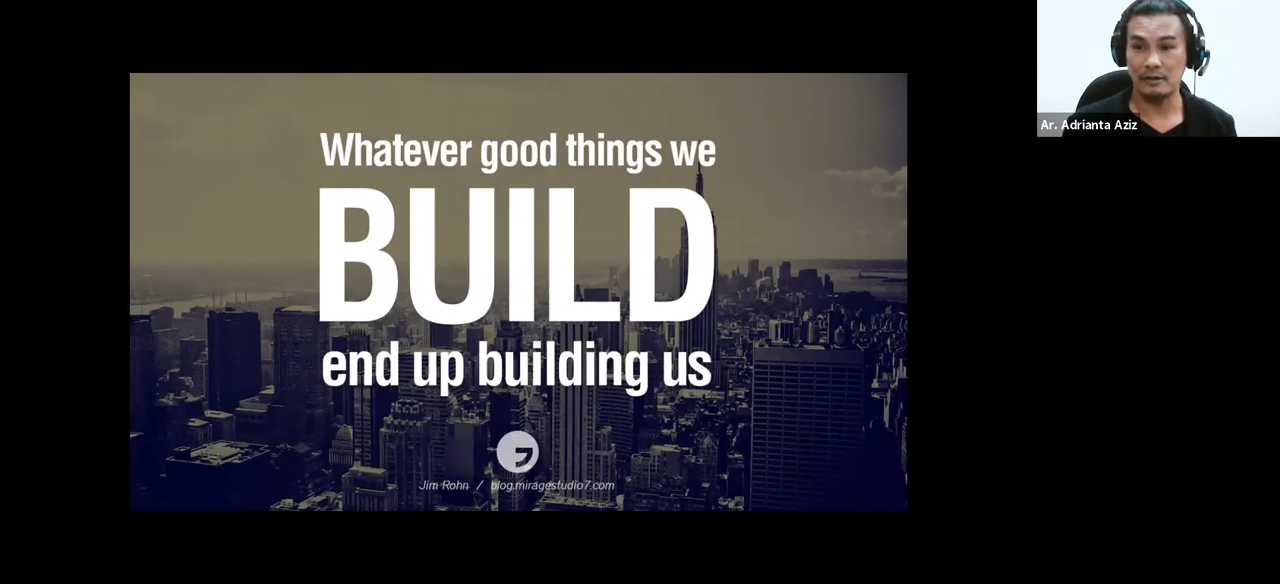 Whatever good things we
BUILD
end up building us
Jim Rohn / blog.miragestudio7.com
Ar. Adrianta Aziz